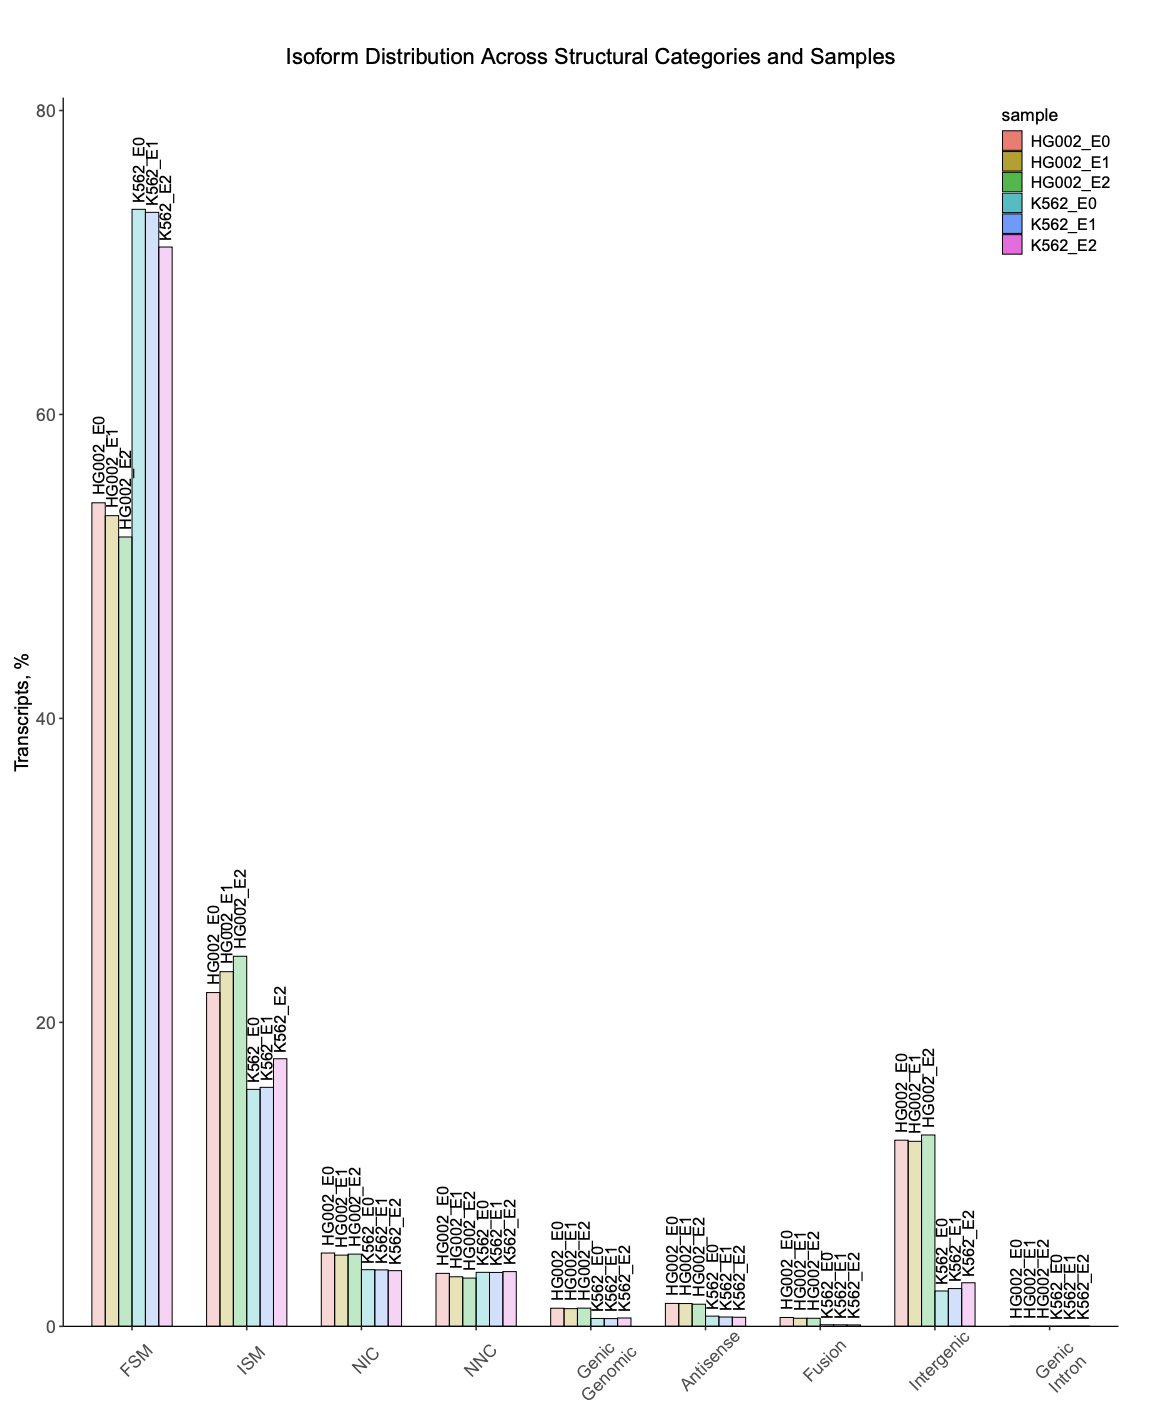 Isoform Distribution Across Structural Categories and Samples
sample
HG002_E0
HG002_E1
HG002_E2
K562_E0
K562_E1
K562_E2
Transcripts, %
80
60
40
20
0
HG002_E0
HG002_E1
HG002_E2
K562_E0
K562_E1
K562_E2
HG002_E0
HG002_E1
HG002_E2
K562_E0
K562_E1
K562_E2
HG002_E0
HG002_E1
HG002_E2
K562_E0
K562_E1
K562_E2
HG002_E0
HG002_E1
HG002_E2
K562_E0
K562_E1
K562_E2
HG002_E0
HG002_E1
HG002_E2
K562_E0
K562_E1
K562_E2
HG002_E0
HG002_E1
HG002_E2
K562_E0
K562_E1
K562_E2
HG002_E0
HG002_E1
HG002_E2
K562_E0
K562_E1
K562_E2
HG002_E0
HG002_E1
HG002_E2
K562_E0
K562_E1
K562_E2
HG002_E0
HG002_E1
HG002_E2
K562_E0
K562_E1
K562_E2
FSM
ISM
NIC
NNC
Genic
Genomic
Antisense
Fusion
Intergenic
Genic
Intron